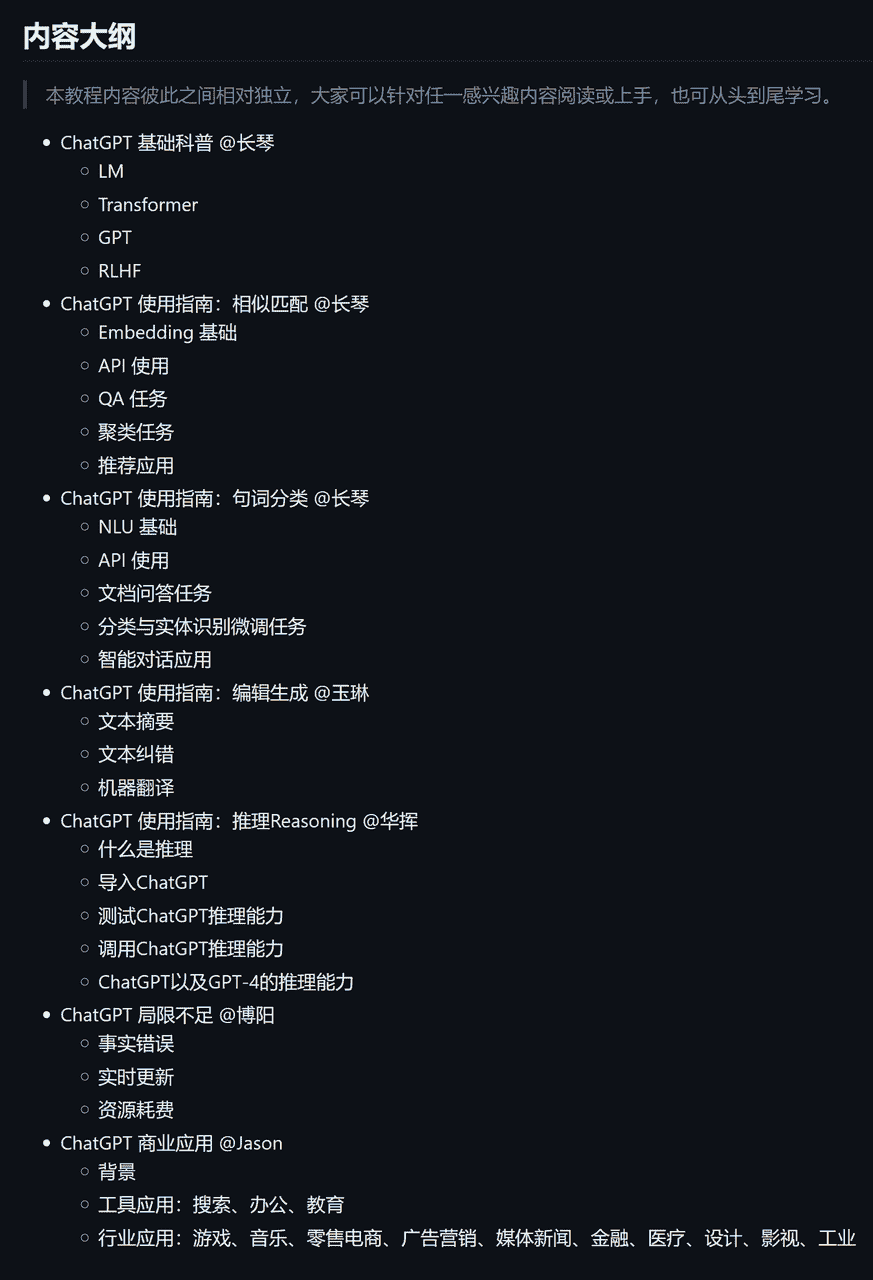 内容大纲
本教程内容彼此之间相对独立，大家可以针对任一感兴趣内容阅读或上手，也可从头到尾学习。
ChatGPT 基础科普 @长琴
LM
Transformer
GPT
RLHF
ChatGPT 使用指南：相似匹配 @长琴
Embedding 基础
API 使用
QA 任务
聚类任务
推荐应用
ChatGPT 使用指南：句词分类 @长琴
NLU 基础
API 使用
文档问答任务
分类与实体识别微调任务
智能对话应用
ChatGPT 使用指南：编辑生成 @玉琳
文本摘要
文本纠错
机器翻译
ChatGPT 使用指南：推理Reasoning @华挥
什么是推理
导入ChatGPT
测试ChatGPT推理能力
调用ChatGPT推理能力
ChatGPT以及GPT-4的推理能力
ChatGPT 局限不足 @博阳
事实错误
实时更新
资源耗费
ChatGPT 商业应用 @Jason
背景
工具应用：搜索、办公、教育
行业应用：游戏、音乐、零售电商、广告营销、媒体新闻、金融、医疗、设计、影视、工业